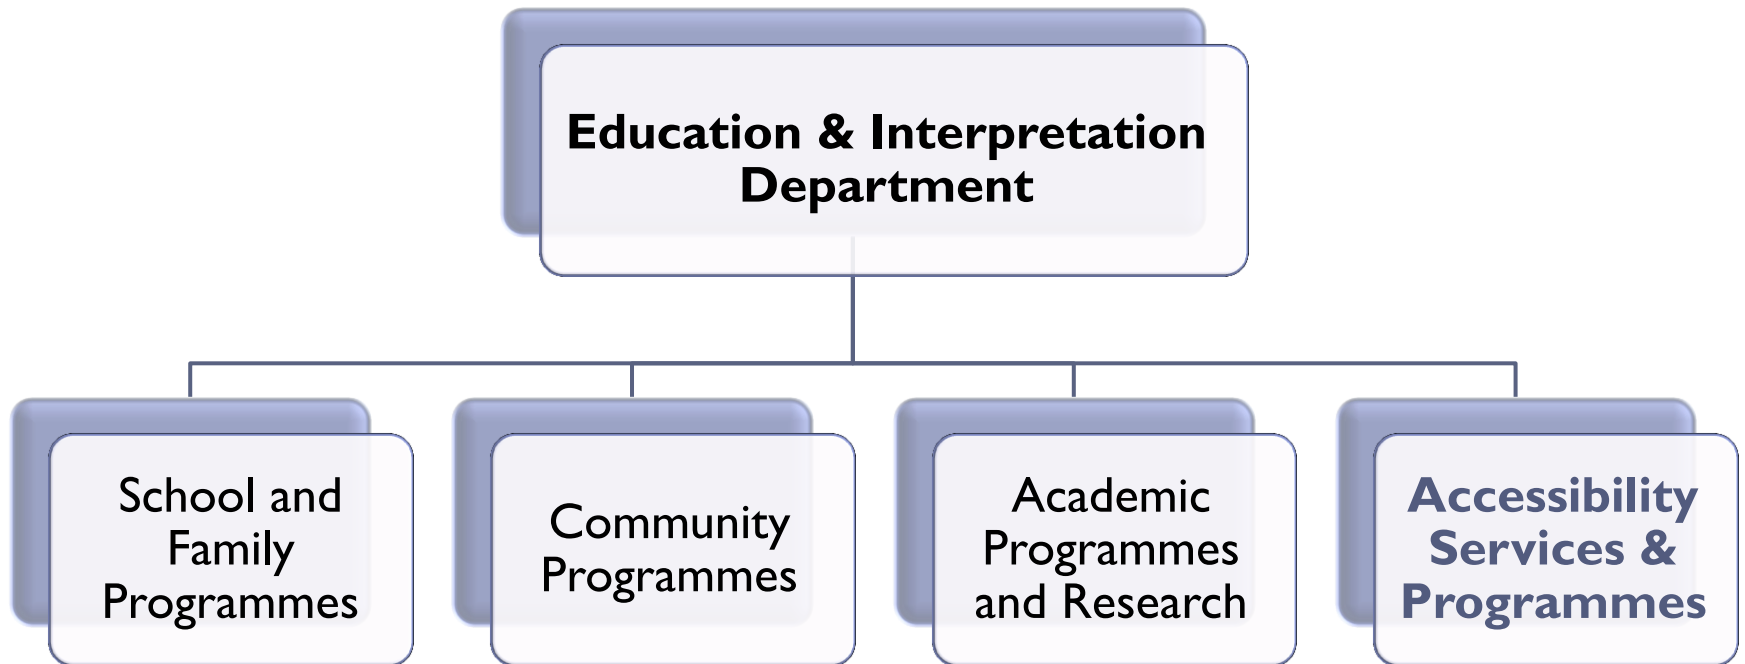 Education & Interpretation
Department
School and
Family
Programmes
Community
Programmes
Academic
Programmes
and Research
Accessibility
Services &
Programmes